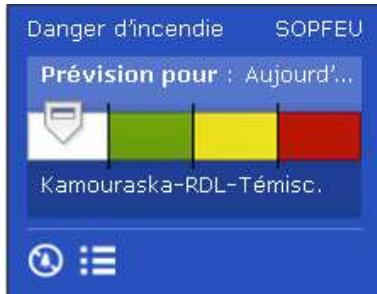 Danger d'incendie SOPFEU
Prévision pour : Aujourd'...
Kamouraska-RDL-Témisc.